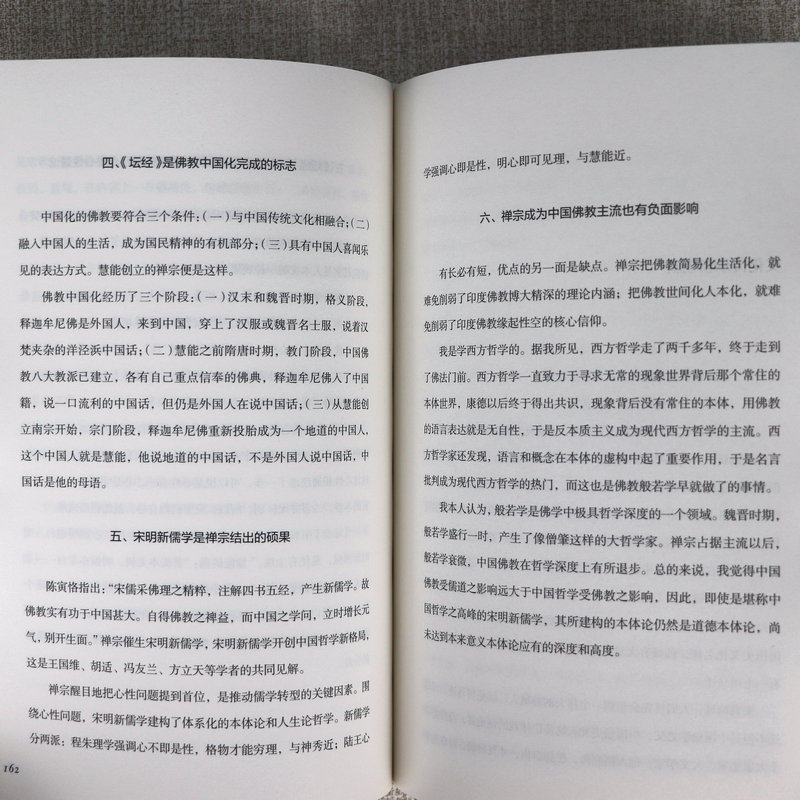 四、《坛经》是佛教中国化完成的标志
中国化的佛教要符合三个条件：（一）与中国传统文化相融合；（二）
融入中国人的生活，成为国民精神的有机部分；（三）具有中国人喜闻乐
见的表达方式。慧能创立的禅宗便是这样。
佛教中国化经历了三个阶段：（一）汉末和魏晋时期，格义阶段，
释迦牟尼佛是外国人，来到中国，穿上了汉服或魏晋名士服，说着汉
梵夹杂的洋泾浜中国话；（二）慧能之前隋唐时期，教门阶段，中国佛
教八大教派已建立，各有自己重点信奉的佛典，释迦牟尼佛入了中国
籍，说一口流利的中国话，但仍是外国人在说中国话；（三）从慧能创
立南宗开始，宗门阶段，释迦牟尼佛重新投胎成为一个地道的中国人，
这个中国人就是慧能，他说地道的中国话，不是外国人说中国话，中
国话是他的母语。
五、宋明新儒学是禅宗结出的硕果
陈寅恪指出：“宋儒采佛理之精粹，注解四书五经，产生新儒学。故
佛教实有功于中国甚大。自得佛教之裨益，而中国之学问，立时增长元
气，别开生面。”禅宗催生宋明新儒学，宋明新儒学开创中国哲学新格局，
这是王国维、胡适、冯友兰、方立天等学者的共同见解。
禅宗醒目地把心性问题提到首位，是推动儒学转型的关键因素。围
绕心性问题，宋明新儒学建构了体系化的本体论和人生论哲学。新儒学
分两派：程朱理学强调心不即是性，格物才能穷理，与神秀近；陆王心
162
学强调心即是性，明心即可见理，与慧能近。
六、禅宗成为中国佛教主流也有负面影响
有长必有短，优点的另一面是缺点。禅宗把佛教简易化生活化，就
难免削弱了印度佛教博大精深的理论内涵；把佛教世间化人本化，就难
免削弱了印度佛教缘起性空的核心信仰。
我是学西方哲学的。据我所见，西方哲学走了两千多年，终于走到
了佛法门前。西方哲学一直致力于寻求无常的现象世界背后那个常住的
本体世界，康德以后终于得出共识，现象背后没有常住的本体，用佛教
的语言表达就是无自性，于是反本质主义成为现代西方哲学的主流。西
方哲学家还发现，语言和概念在本体的虚构中起了重要作用，于是名言
批判成为现代西方哲学的热门，而这也是佛教般若学早就做了的事情。
我本人认为，般若学是佛学中极具哲学深度的一个领域。魏晋时期，
般若学盛行一时，产生了像僧肇这样的大哲学家。禅宗占据主流以后，
般若学衰微，中国佛教在哲学深度上有所退步。总的来说，我觉得中国
佛教受儒道之影响远大于中国哲学受佛教之影响，因此，即使是堪称中
国哲学之高峰的宋明新儒学，其所建构的本体论仍然是道德本体论，尚
未达到本来意义本体论应有的深度和高度。